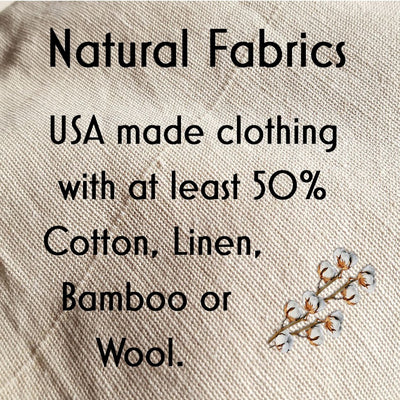 Natural Fabrics
USA made clothing
with at least 50%
Cotton, Linen,
Bamboo or
Wool.